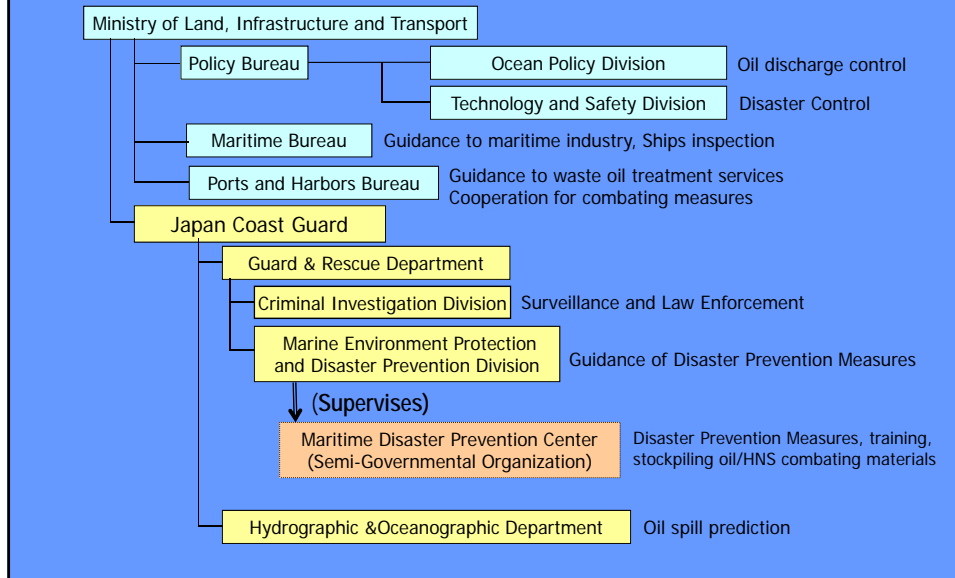 Ministry of Land, Infrastructure and Transport
Policy Bureau
Ocean Policy Division
Oil discharge control
Technology and Safety Division
Disaster Control
Maritime Bureau
Guidance to maritime industry, Ships inspection
Ports and Harbors Bureau
Guidance to waste oil treatment services
Cooperation for combating measures
Japan Coast Guard
Guard & Rescue Department
Criminal Investigation Division
Surveillance and Law Enforcement
Marine Environment Protection
and Disaster Prevention Division
Guidance of Disaster Prevention Measures
(Supervises)
Maritime Disaster Prevention Center
(Semi-Governmental Organization)
Disaster Prevention Measures, training,
stockpiling oil/HNS combating materials
Hydrographic &Oceanographic Department
Oil spill prediction